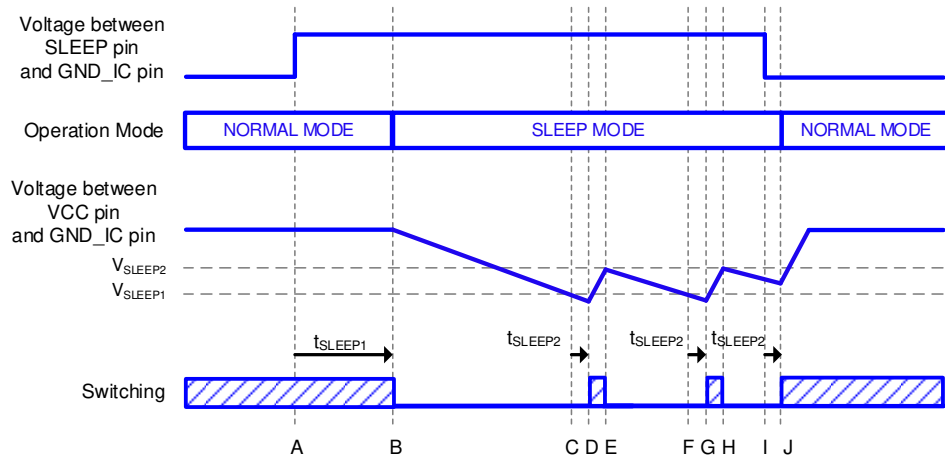 Voltage between
SLEEP pin
and GND_IC pin
Operation Mode
NORMAL MODE
SLEEP MODE
NORMAL MODE
Voltage between
VCC pin
and GND_IC pin
VSLEEP2
VSLEEP1
tSLEEP1
tSLEEP2
tSLEEP2
tSLEEP2
Switching
A B C D E F G H I J